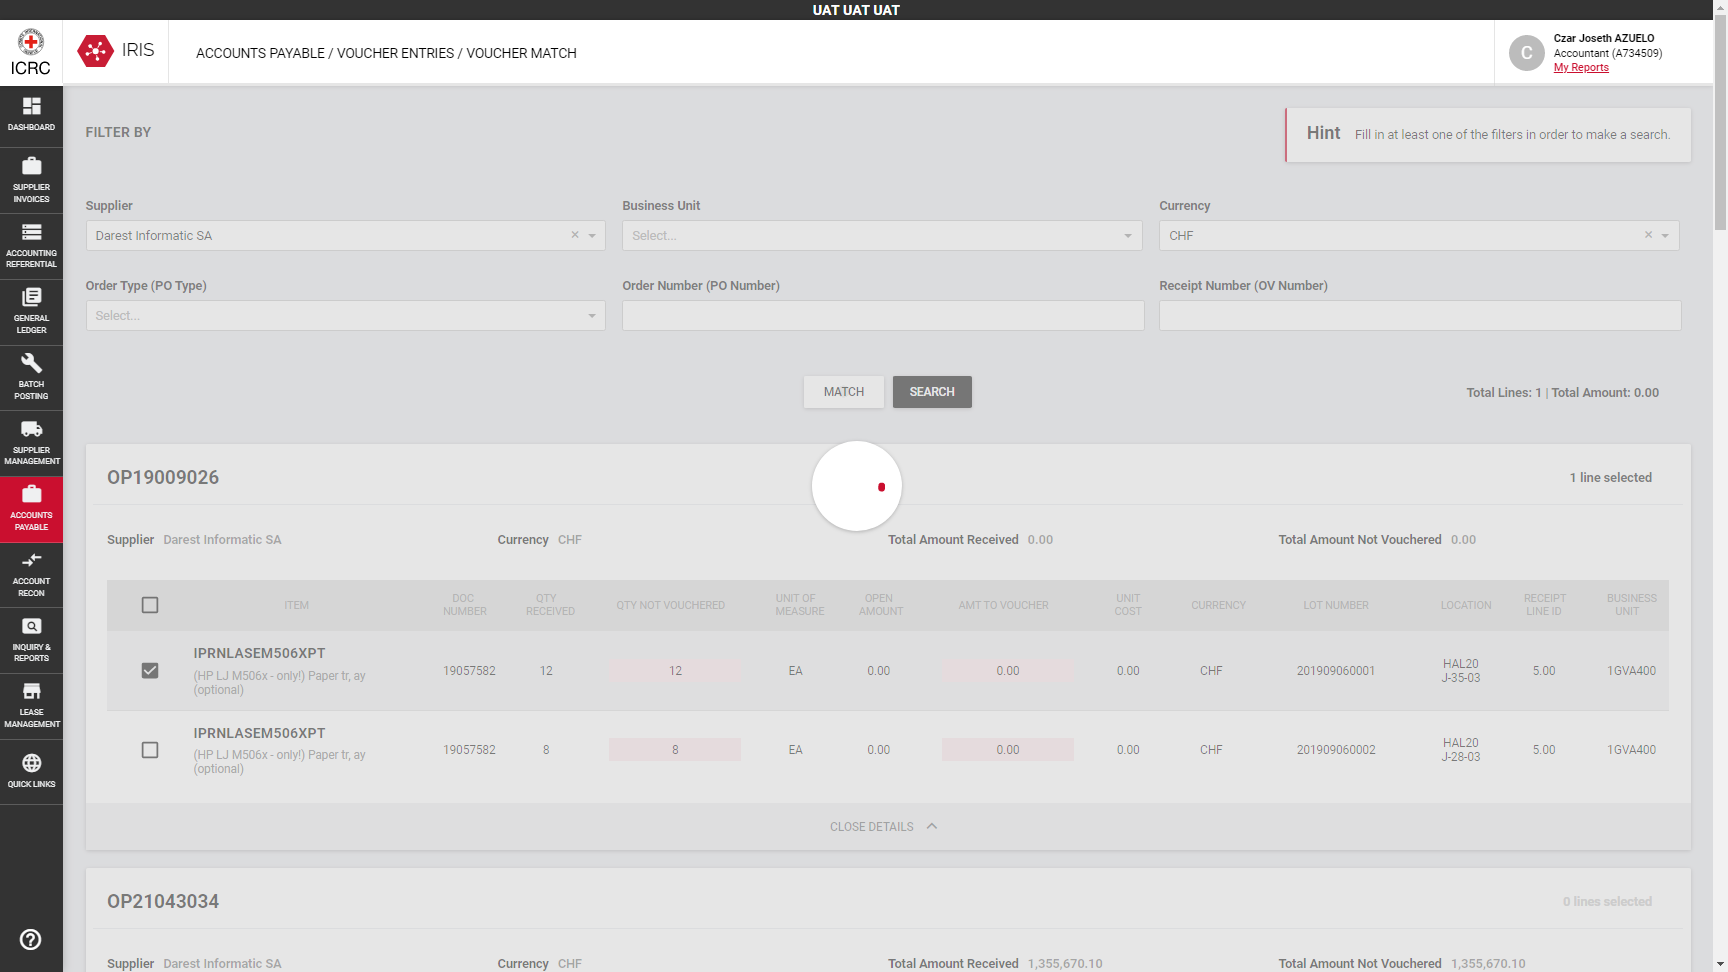 UAT UAT UAT
ICRC
IRIS
ACCOUNTS PAYABLE / VOUCHER ENTRIES / VOUCHER MATCH
C
Czar Joseth AZUELO
Accountant (A734509)
My Reports
DASHBOARD
SUPPLIER
INVOICES
ACCOUNTING
REFERENTIAL
GENERAL
LEDGER
BATCH
POSTING
SUPPLIER
MANAGEMENT
ACCOUNTS
PAYABLE
ACCOUNT
RECON
INQUIRY &
REPORTS
LEASE
MANAGEMENT
QUICK LINKS
FILTER BY
Hint Fill in at least one of the filters in order to make a search.
Supplier Business Unit Currency
Darest Informatic SA × Select... CHF ×
Order Type (PO Type) Order Number (PO Number) Receipt Number (OV Number)
Select...
MATCH SEARCH Total Lines: 1 | Total Amount: 0.00
OP19009026 1 line selected
Supplier Darest Informatic SA Currency CHF Total Amount Received 0.00 Total Amount Not Vouchered 0.00
ITEM DOC NUMBER QTY RECEIVED QTY NOT VOUCHERED UNIT OF MEASURE OPEN AMOUNT AMT TO VOUCHER UNIT COST CURRENCY LOT NUMBER LOCATION RECEIPT LINE ID BUSINESS UNIT
IPRNLASEM506XPT
(HP LJ M506x - only!) Paper tr, ay
(optional)
19057582 12 12 EA 0.00 0.00 0.00 CHF 201909060001 HAL20 J-35-03 5.00 1GVA400
IPRNLASEM506XPT
(HP LJ M506x - only!) Paper tr, ay
(optional)
19057582 8 8 EA 0.00 0.00 0.00 CHF 201909060002 HAL20 J-28-03 5.00 1GVA400
CLOSE DETAILS
OP21043034 0 lines selected
Supplier Darest Informatic SA Currency CHF Total Amount Received 1,355,670.10 Total Amount Not Vouchered 1,355,670.10